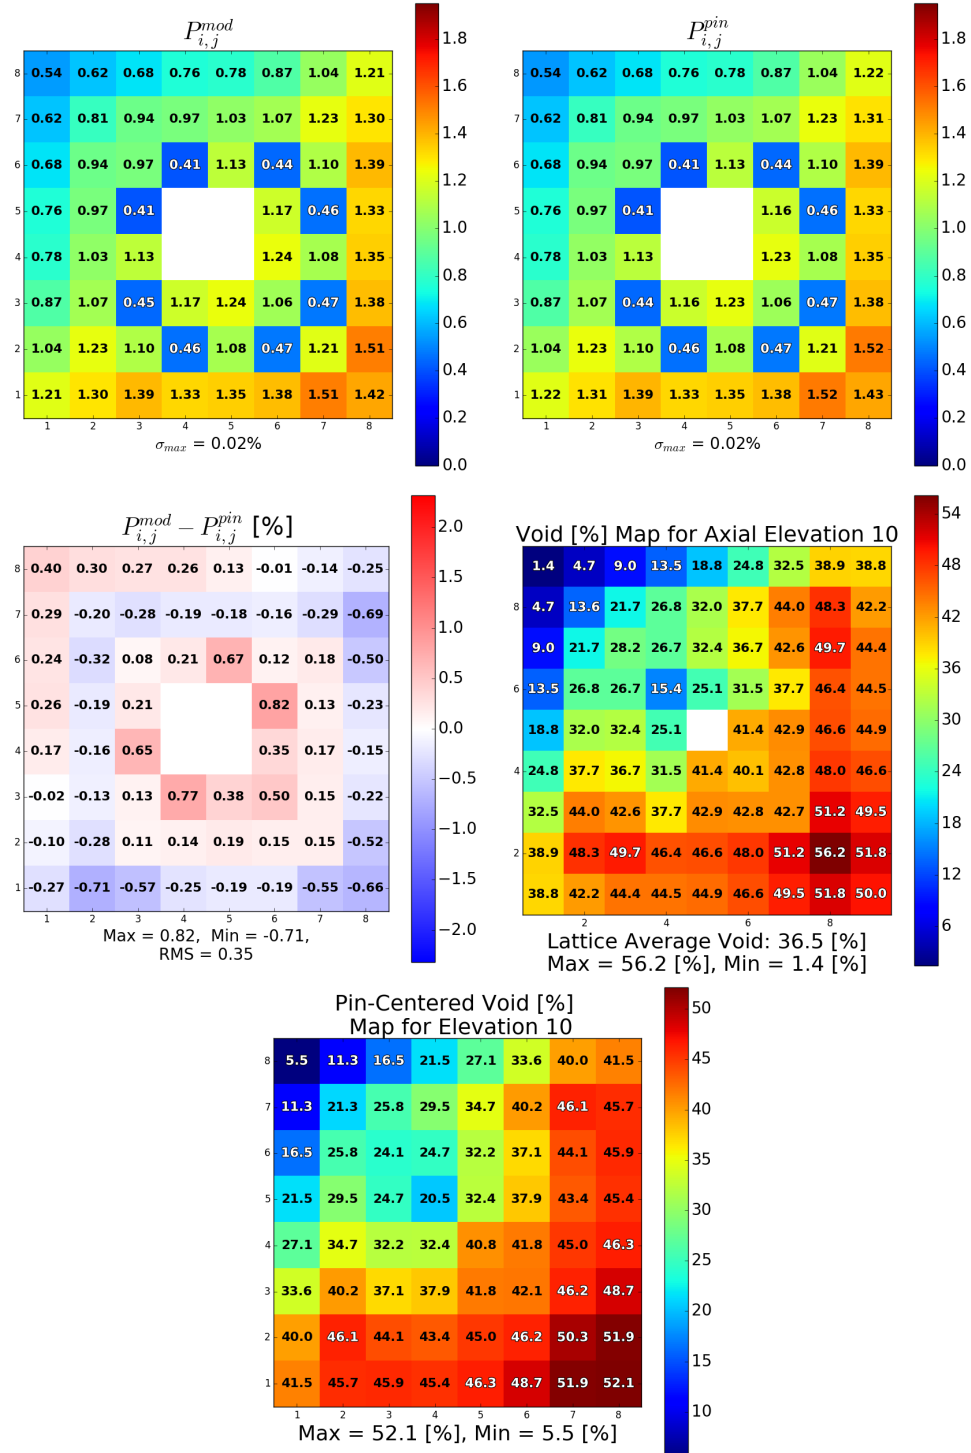 P_{i,j}^{mod}
8 0.54 0.62 0.68 0.76 0.78 0.87 1.04 1.21
7 0.62 0.81 0.94 0.97 1.03 1.07 1.23 1.30
6 0.68 0.94 0.97 0.41 1.13 0.44 1.10 1.39
5 0.76 0.97 0.41 1.17 0.46 1.33
4 0.78 1.03 1.13 1.24 1.08 1.35
3 0.87 1.07 0.45 1.17 1.24 1.06 0.47 1.38
2 1.04 1.23 1.10 0.46 1.08 0.47 1.21 1.51
1 1.21 1.30 1.39 1.33 1.35 1.38 1.51 1.42
1 2 3 4 5 6 7 8
σ_{max} = 0.02%
1.8
1.6
1.4
1.2
1.0
0.8
0.6
0.4
0.2
0.0
P_{i,j}^{pin}
8 0.54 0.62 0.68 0.76 0.78 0.87 1.04 1.22
7 0.62 0.81 0.94 0.97 1.03 1.07 1.23 1.31
6 0.68 0.94 0.97 0.41 1.13 0.44 1.10 1.39
5 0.76 0.97 0.41 1.16 0.46 1.33
4 0.78 1.03 1.13 1.23 1.08 1.35
3 0.87 1.07 0.44 1.16 1.23 1.06 0.47 1.38
2 1.04 1.23 1.10 0.46 1.08 0.47 1.21 1.52
1 1.22 1.31 1.39 1.33 1.35 1.38 1.52 1.43
1 2 3 4 5 6 7 8
σ_{max} = 0.02%
1.8
1.6
1.4
1.2
1.0
0.8
0.6
0.4
0.2
0.0
P_{i,j}^{mod} − P_{i,j}^{pin} [%]
8 0.40 0.30 0.27 0.26 0.13 -0.01 -0.14 -0.25
7 0.29 -0.20 -0.28 -0.19 -0.18 -0.16 -0.29 -0.69
6 0.24 -0.32 0.08 0.21 0.67 0.12 0.18 -0.50
5 0.26 -0.19 0.21 0.82 0.13 -0.23
4 0.17 -0.16 0.65 0.35 0.17 -0.15
3 -0.02 -0.13 0.13 0.77 0.38 0.50 0.15 -0.22
2 -0.10 -0.28 0.11 0.14 0.19 0.15 0.15 -0.52
1 -0.27 -0.71 -0.57 -0.25 -0.19 -0.19 -0.55 -0.66
1 2 3 4 5 6 7 8
Max = 0.82, Min = -0.71,
RMS = 0.35
2.0
1.5
1.0
0.5
0.0
−0.5
−1.0
−1.5
−2.0
Void [%] Map for Axial Elevation 10
1.4 4.7 9.0 13.5 18.8 24.8 32.5 38.9 38.8
8 4.7 13.6 21.7 26.8 32.0 37.7 44.0 48.3 42.2
9.0 21.7 28.2 26.7 32.4 36.7 42.6 49.7 44.4
6 13.5 26.8 26.7 15.4 25.1 31.5 37.7 46.4 44.5
18.8 32.0 32.4 25.1 41.4 42.9 46.6 44.9
4 24.8 37.7 36.7 31.5 41.4 40.1 42.8 48.0 46.6
32.5 44.0 42.6 37.7 42.9 42.8 42.7 51.2 49.5
2 38.9 48.3 49.7 46.4 46.6 48.0 51.2 56.2 51.8
38.8 42.2 44.4 44.5 44.9 46.6 49.5 51.8 50.0
2 4 6 8
Lattice Average Void: 36.5 [%]
Max = 56.2 [%], Min = 1.4 [%]
54
48
42
36
30
24
18
12
6
Pin-Centered Void [%]
Map for Elevation 10
8 5.5 11.3 16.5 21.5 27.1 33.6 40.0 41.5
7 11.3 21.3 25.8 29.5 34.7 40.2 46.1 45.7
6 16.5 25.8 24.1 24.7 32.2 37.1 44.1 45.9
5 21.5 29.5 24.7 20.5 32.4 37.9 43.4 45.4
4 27.1 34.7 32.2 32.4 40.8 41.8 45.0 46.3
3 33.6 40.2 37.1 37.9 41.8 42.1 46.2 48.7
2 40.0 46.1 44.1 43.4 45.0 46.2 50.3 51.9
1 41.5 45.7 45.9 45.4 46.3 48.7 51.9 52.1
1 2 3 4 5 6 7 8
Max = 52.1 [%], Min = 5.5 [%]
50
45
40
35
30
25
20
15
10